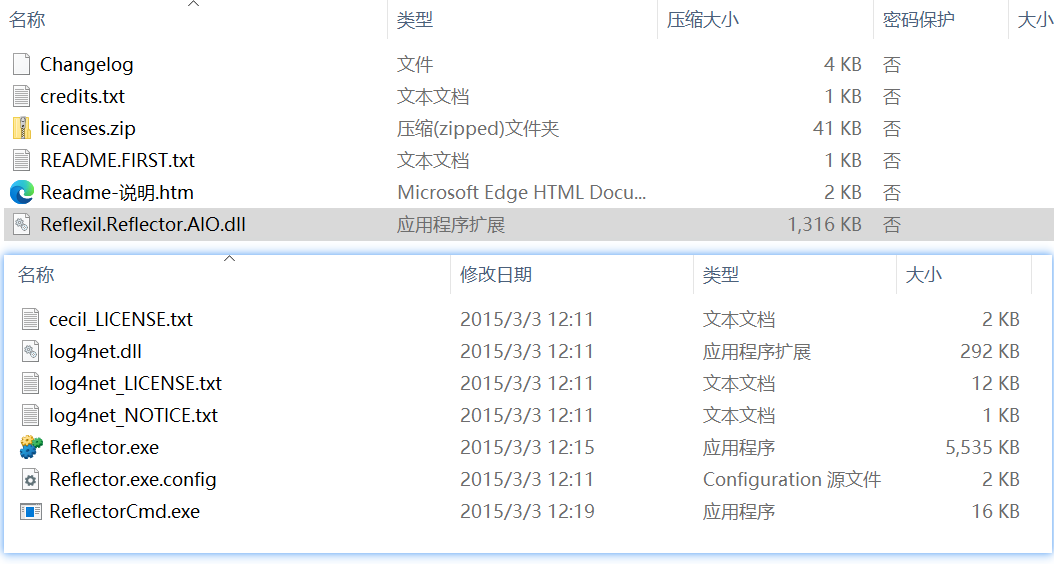 名称 类型 压缩大小 密码保护 大小
Changelog 文件 4 KB 否
credits.txt 文本文档 1 KB 否
licenses.zip 压缩(zipped)文件夹 41 KB 否
README.FIRST.txt 文本文档 1 KB 否
Readme-说明.htm Microsoft Edge HTML Docu... 2 KB 否
Reflexil.Reflector.AIO.dll 应用程序扩展 1,316 KB 否
名称 修改日期 类型 大小
cecil_LICENSE.txt 2015/3/3 12:11 文本文档 2 KB
log4net.dll 2015/3/3 12:11 应用程序扩展 292 KB
log4net_LICENSE.txt 2015/3/3 12:11 文本文档 12 KB
log4net_NOTICE.txt 2015/3/3 12:11 文本文档 1 KB
Reflector.exe 2015/3/3 12:15 应用程序 5,535 KB
Reflector.exe.config 2015/3/3 12:11 Configuration 源文件 2 KB
ReflectorCmd.exe 2015/3/3 12:19 应用程序 16 KB